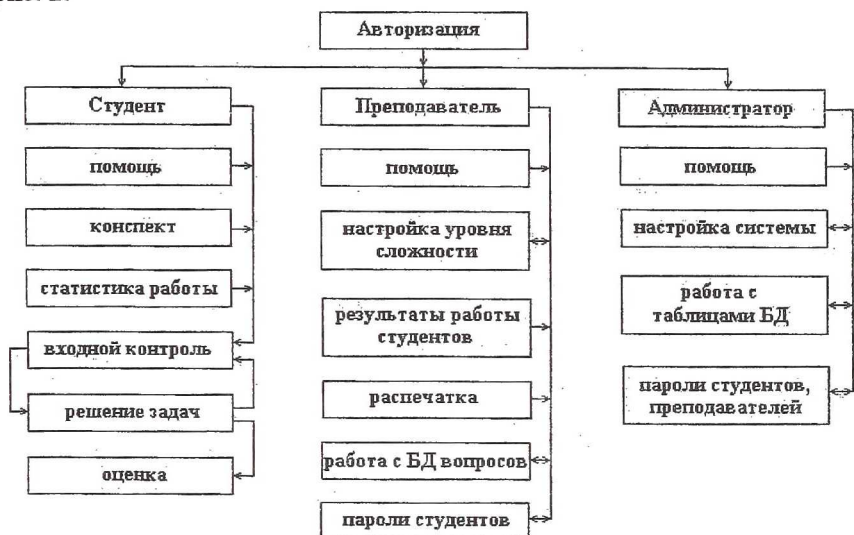 Авторизация
Студент
помощь
конспект
статистика работы
входной контроль
решение задач
оценка
Преподаватель
помощь
настройка уровня
сложности
результаты работы
студентов
распечатка
работа с БД вопросов
пароли студентов
Администратор
помощь
настройка системы
работа с
таблицами БД
пароли студентов,
преподавателей